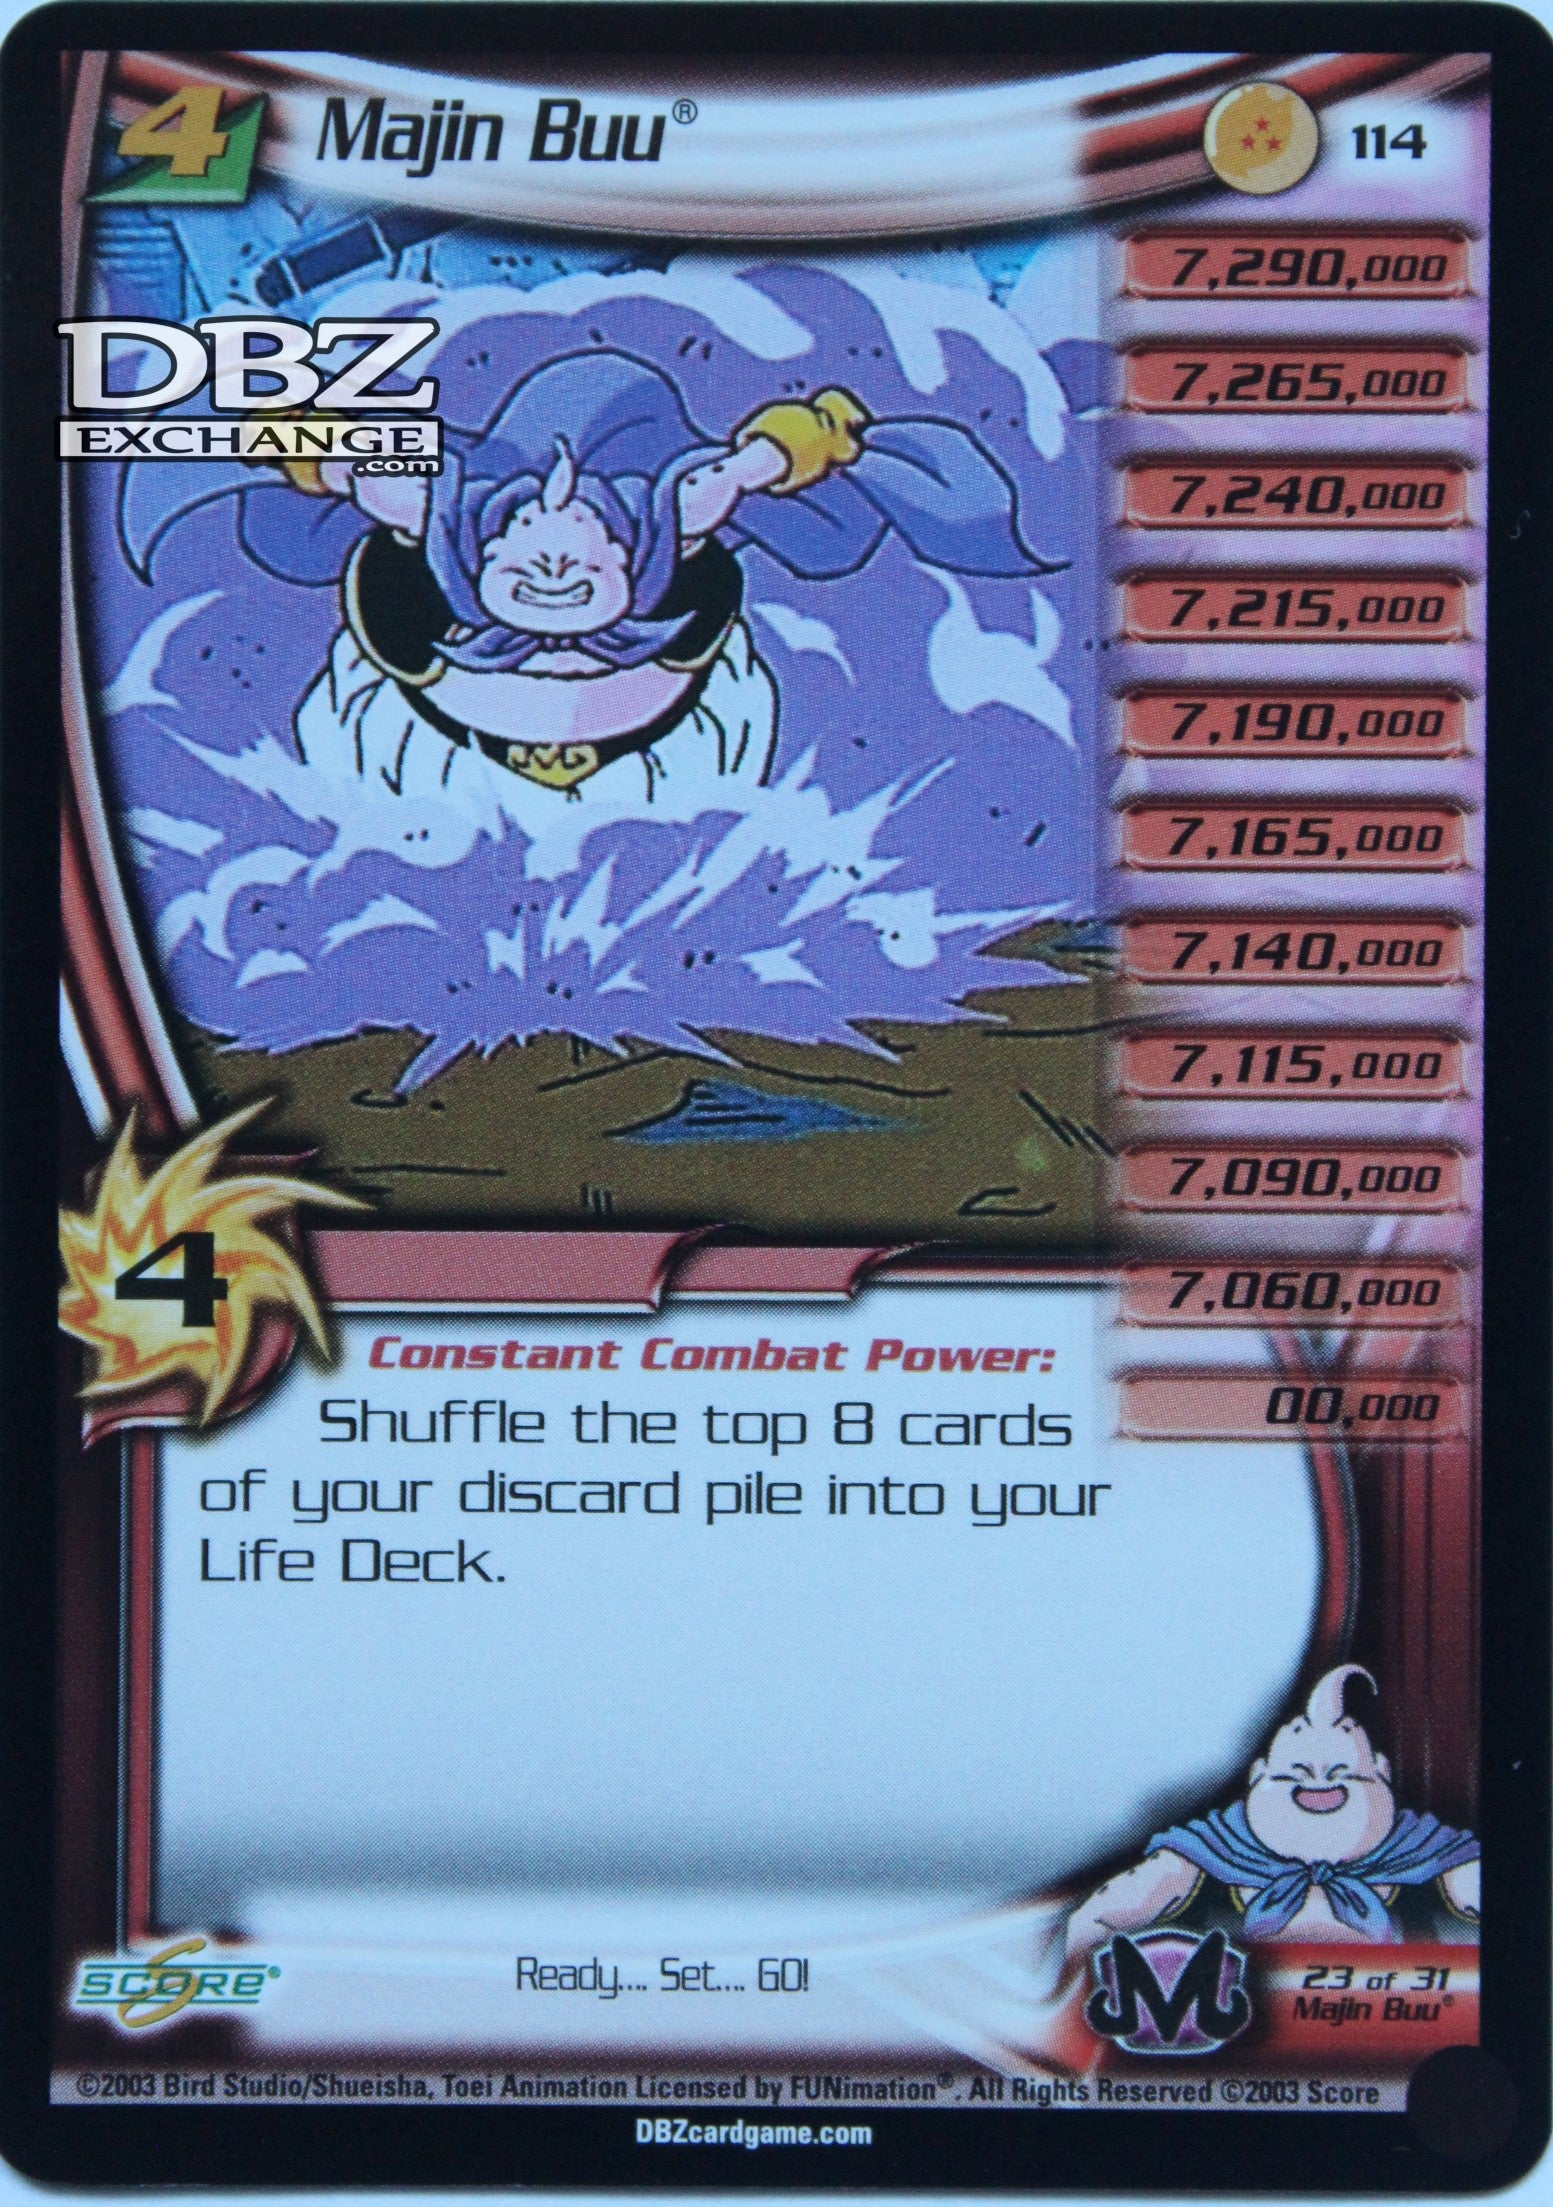 4 Majin Buu® 114
7,290,000
DBZ
EXCHANGE
.com
7,265,000
7,240,000
7,215,000
7,190,000
7,165,000
7,140,000
7,115,000
7,090,000
7,060,000
00,000
4
Constant Combat Power:
Shuffle the top 8 cards
of your discard pile into your
Life Deck.
SCORE®
Ready.... Set.... GO!
M
23 of 31
Majin Buu®
©2003 Bird Studio/Shueisha, Toei Animation Licensed by FUNimation®. All Rights Reserved ©2003 Score
DBZcardgame.com